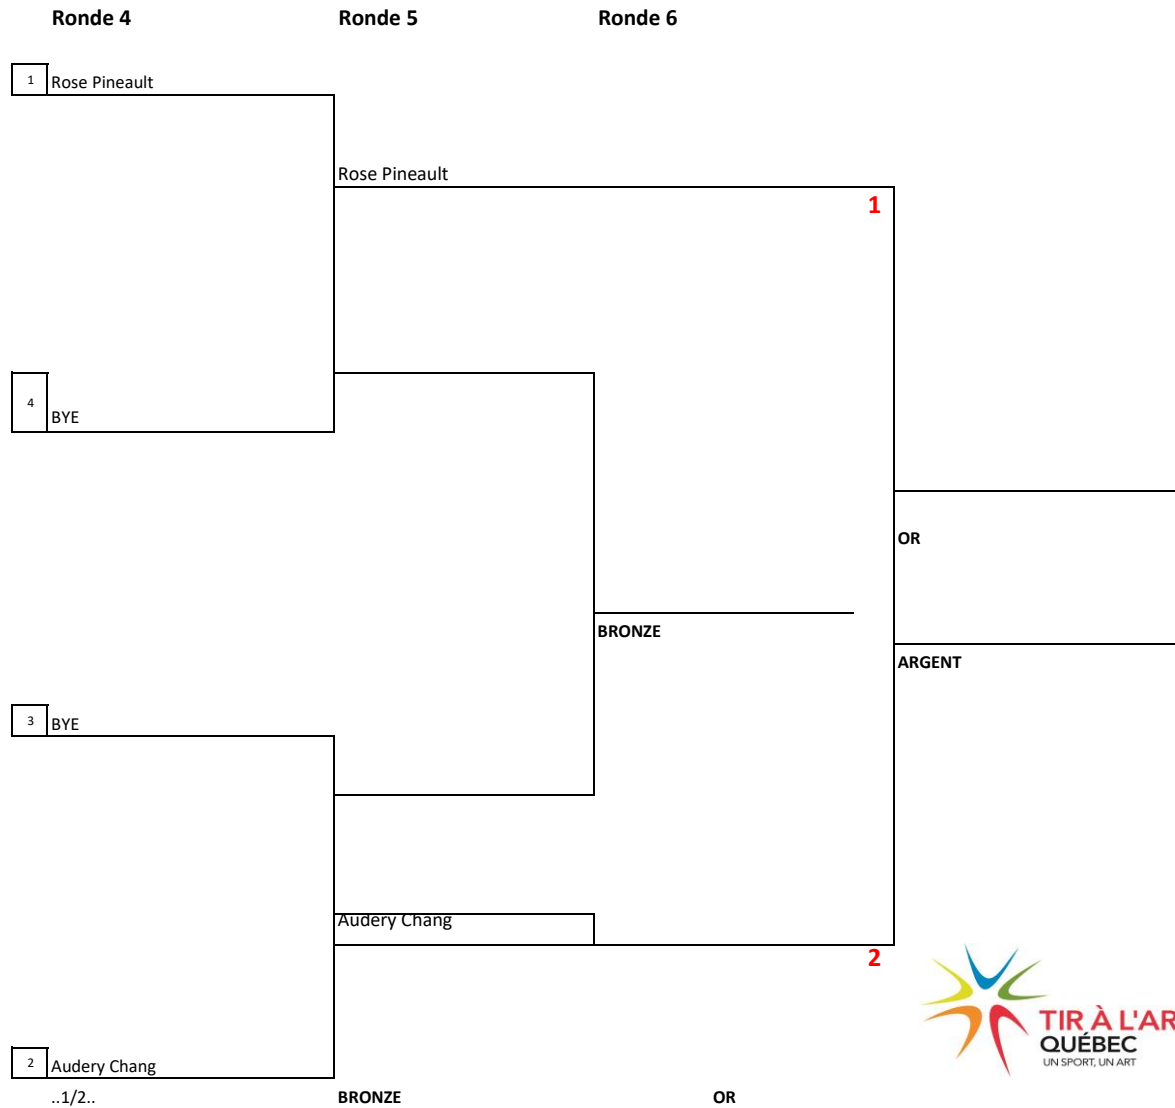 Ronde 4 Ronde 5 Ronde 6
1 Rose Pineault
Rose Pineault
1
4
BYE
OR
BRONZE
ARGENT
3 BYE
Audery Chang
2
TIR À L'AR
QUÉBEC
UN SPORT, UN ART
2 Audery Chang
..1/2.. BRONZE OR